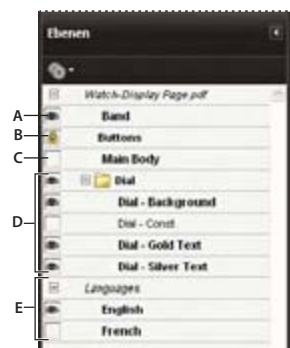 Ebenen
Watch-Display Page.pdf
A Band
B Buttons
C Main Body
Dial
Dial - Background
D Dial - Const
Dial - Gold Text
Dial - Silver Text
Languages
E English
French